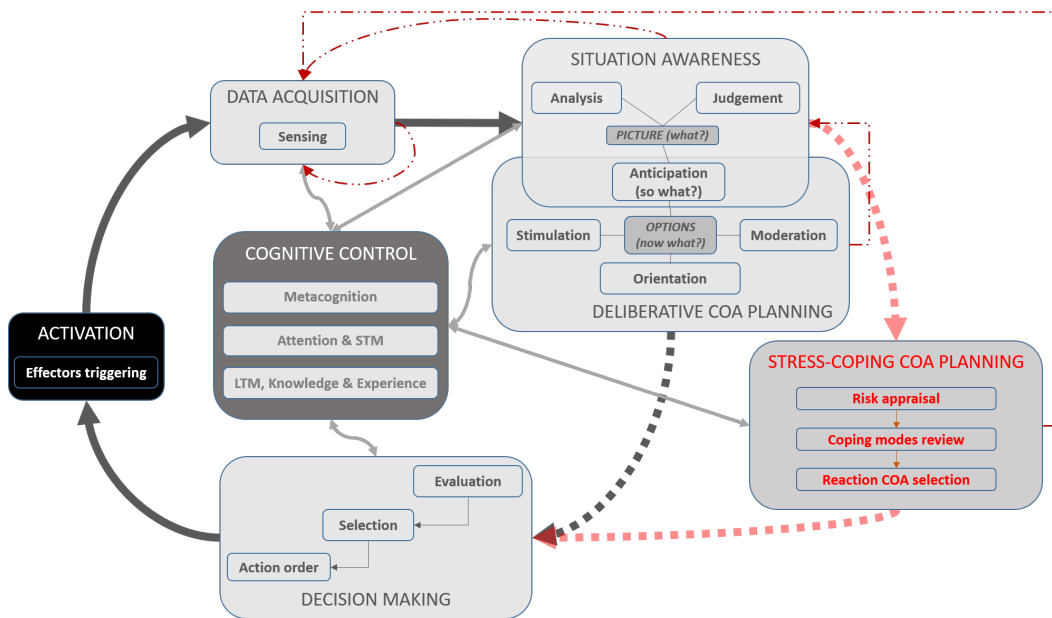 SITUATION AWARENESS
Analysis
Judgement
PICTURE (what?)
Anticipation
(so what?)
DATA ACQUISITION
Sensing
Stimulation
OPTIONS
(now what?)
Moderation
Orientation
DELIBERATIVE COA PLANNING
COGNITIVE CONTROL
Metacognition
Attention & STM
LTM, Knowledge & Experience
ACTIVATION
Effectors triggering
STRESS-COPING COA PLANNING
Risk appraisal
Coping modes review
Reaction COA selection
Evaluation
Selection
Action order
DECISION MAKING